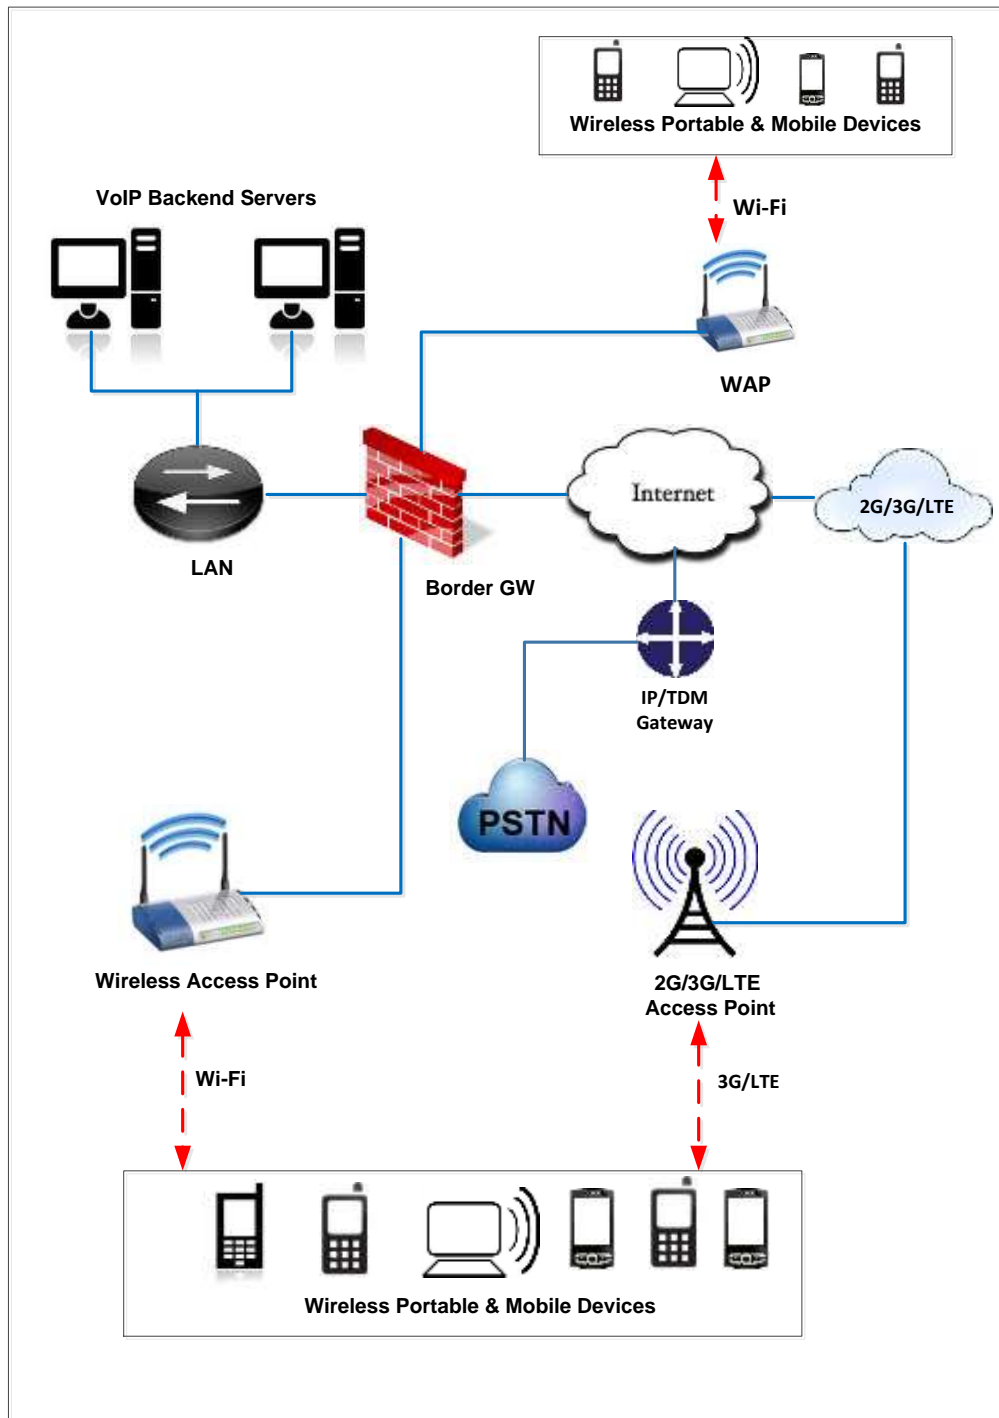 Wireless Portable & Mobile Devices
Wi-Fi
VoIP Backend Servers
WAP
Internet
2G/3G/LTE
LAN
Border GW
IP/TDM
Gateway
PSTN
Wireless Access Point
2G/3G/LTE
Access Point
Wi-Fi
3G/LTE
Wireless Portable & Mobile Devices